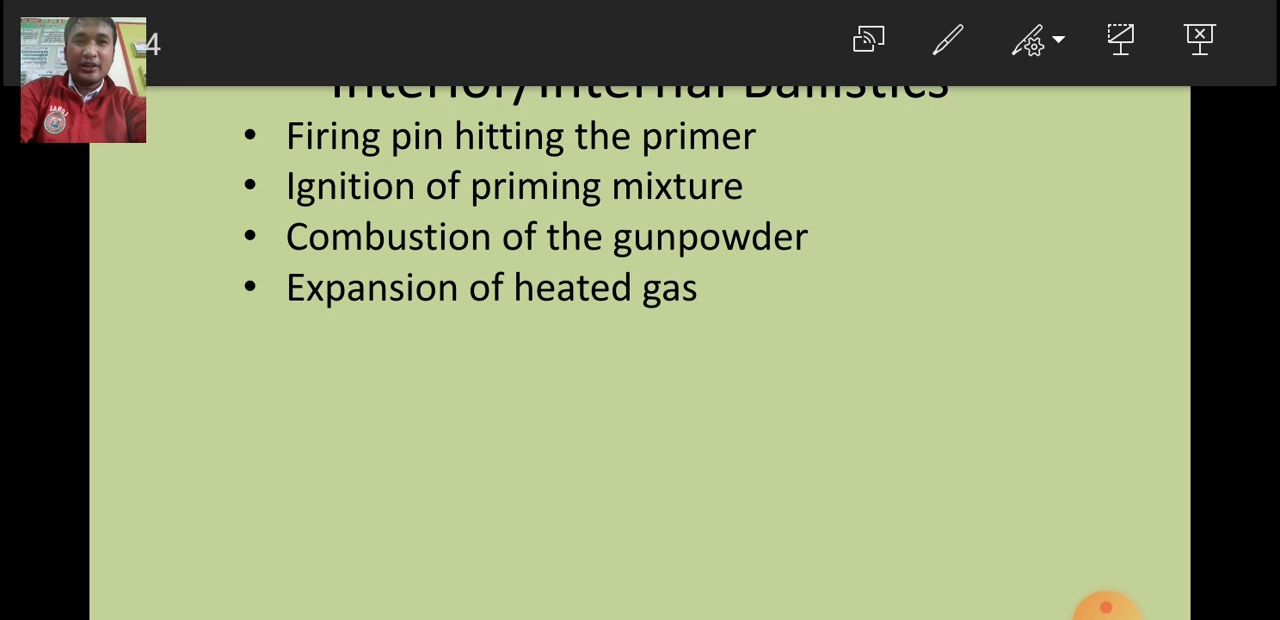 4
Interior/Internal Ballistics
• Firing pin hitting the primer
• Ignition of priming mixture
• Combustion of the gunpowder
• Expansion of heated gas